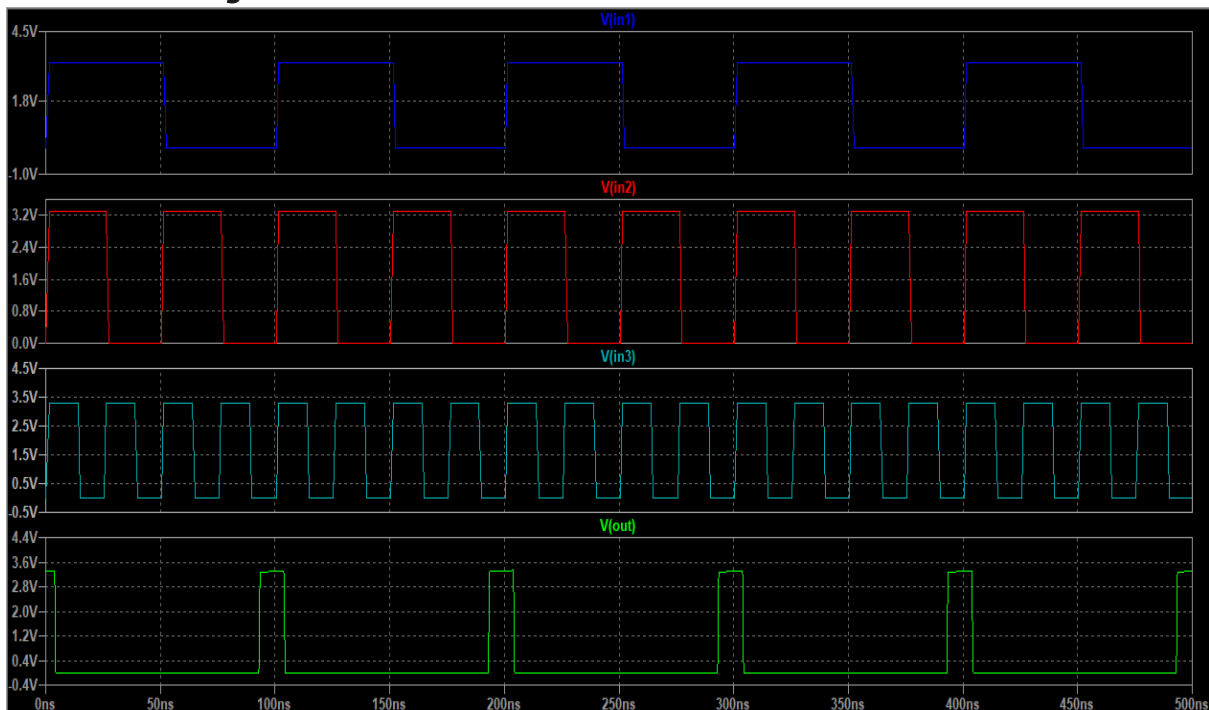 V(in1)
4.5V
1.8V
-1.0V
V(in2)
3.2V
2.4V
1.6V
0.8V
0.0V
V(in3)
4.5V
3.5V
2.5V
1.5V
0.5V
-0.5V
V(out)
4.4V
3.6V
2.8V
2.0V
1.2V
0.4V
-0.4V
0ns 50ns 100ns 150ns 200ns 250ns 300ns 350ns 400ns 450ns 500ns